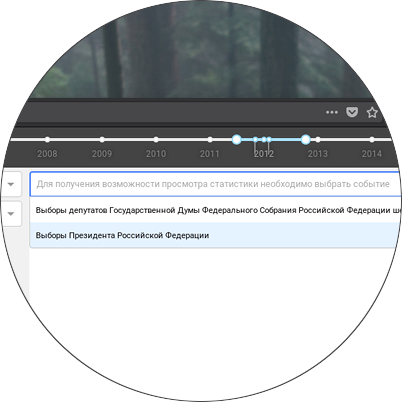 2008 2009 2010 2011 2012 2013 2014
Для получения возможности просмотра статистики необходимо выбрать событие
Выборы депутатов Государственной Думы Федерального Собрания Российской Федерации
Выборы Президента Российской Федерации